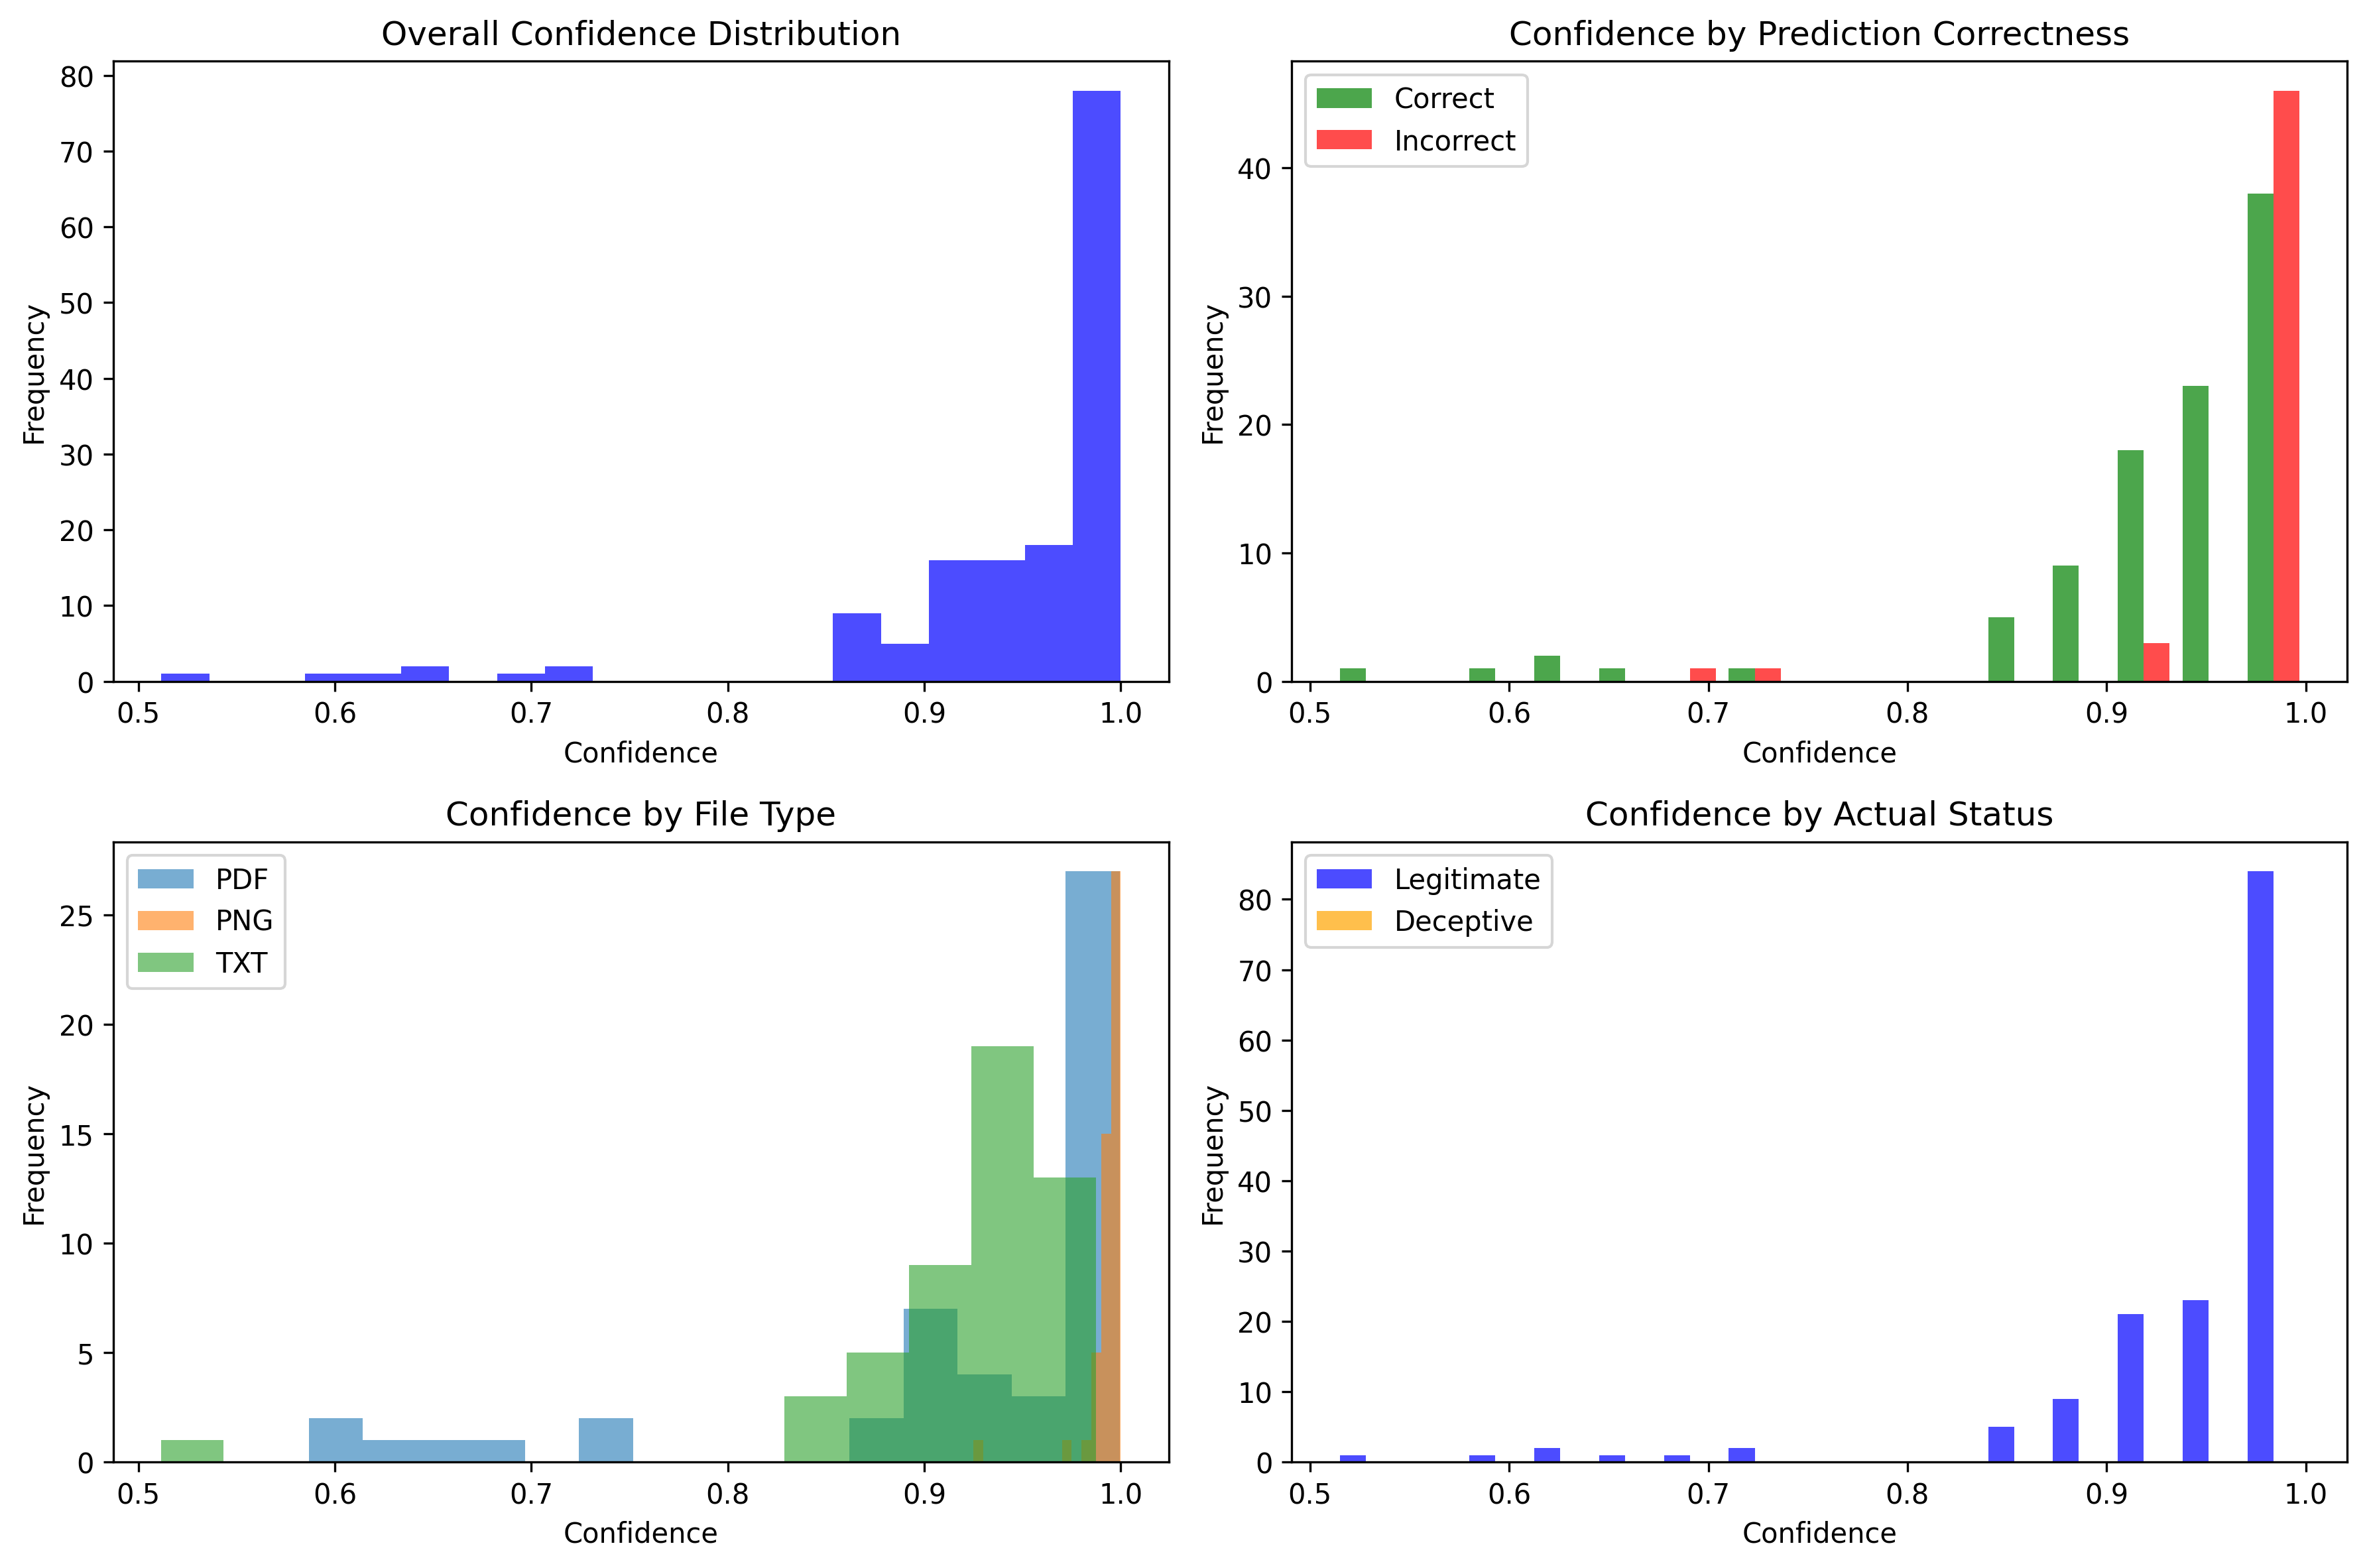 Overall Confidence Distribution
Frequency
80
70
60
50
40
30
20
10
0
0.5 0.6 0.7 0.8 0.9 1.0
Confidence
Confidence by Prediction Correctness
Correct
Incorrect
Frequency
40
30
20
10
0
0.5 0.6 0.7 0.8 0.9 1.0
Confidence
Confidence by File Type
PDF
PNG
TXT
Frequency
25
20
15
10
5
0
0.5 0.6 0.7 0.8 0.9 1.0
Confidence
Confidence by Actual Status
Legitimate
Deceptive
Frequency
80
70
60
50
40
30
20
10
0
0.5 0.6 0.7 0.8 0.9 1.0
Confidence